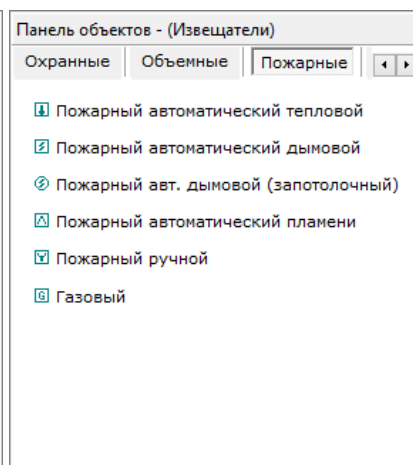 Панель объектов - (Извещатели)
Охранные Объемные Пожарные
Пожарный автоматический тепловой
Пожарный автоматический дымовой
Пожарный авт. дымовой (запотолочный)
Пожарный автоматический пламени
Пожарный ручной
G Газовый